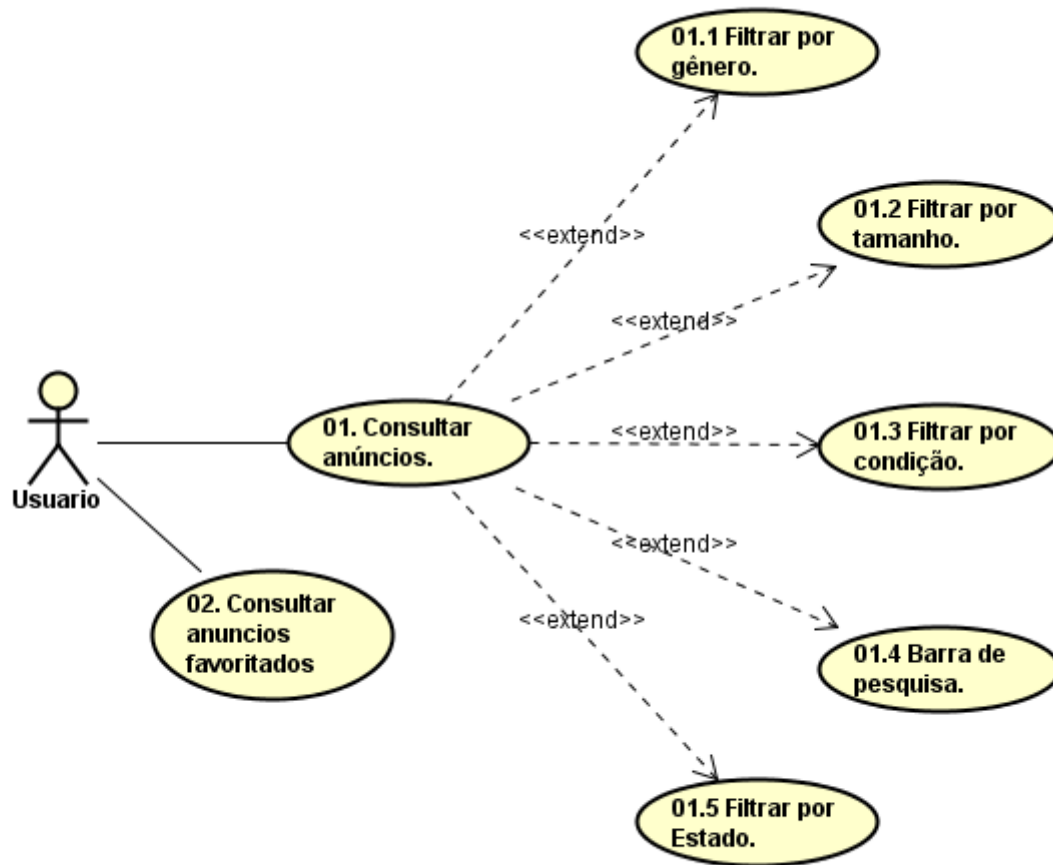 01.1 Filtrar por
gênero.
01.2 Filtrar por
tamanho.
<<extend>>
<<extend>>
01. Consultar
anúncios.
<<extend>>
01.3 Filtrar por
condição.
Usuario
<<extend>>
02. Consultar
anuncios
favoritados
<<extend>>
01.4 Barra de
pesquisa.
01.5 Filtrar por
Estado.